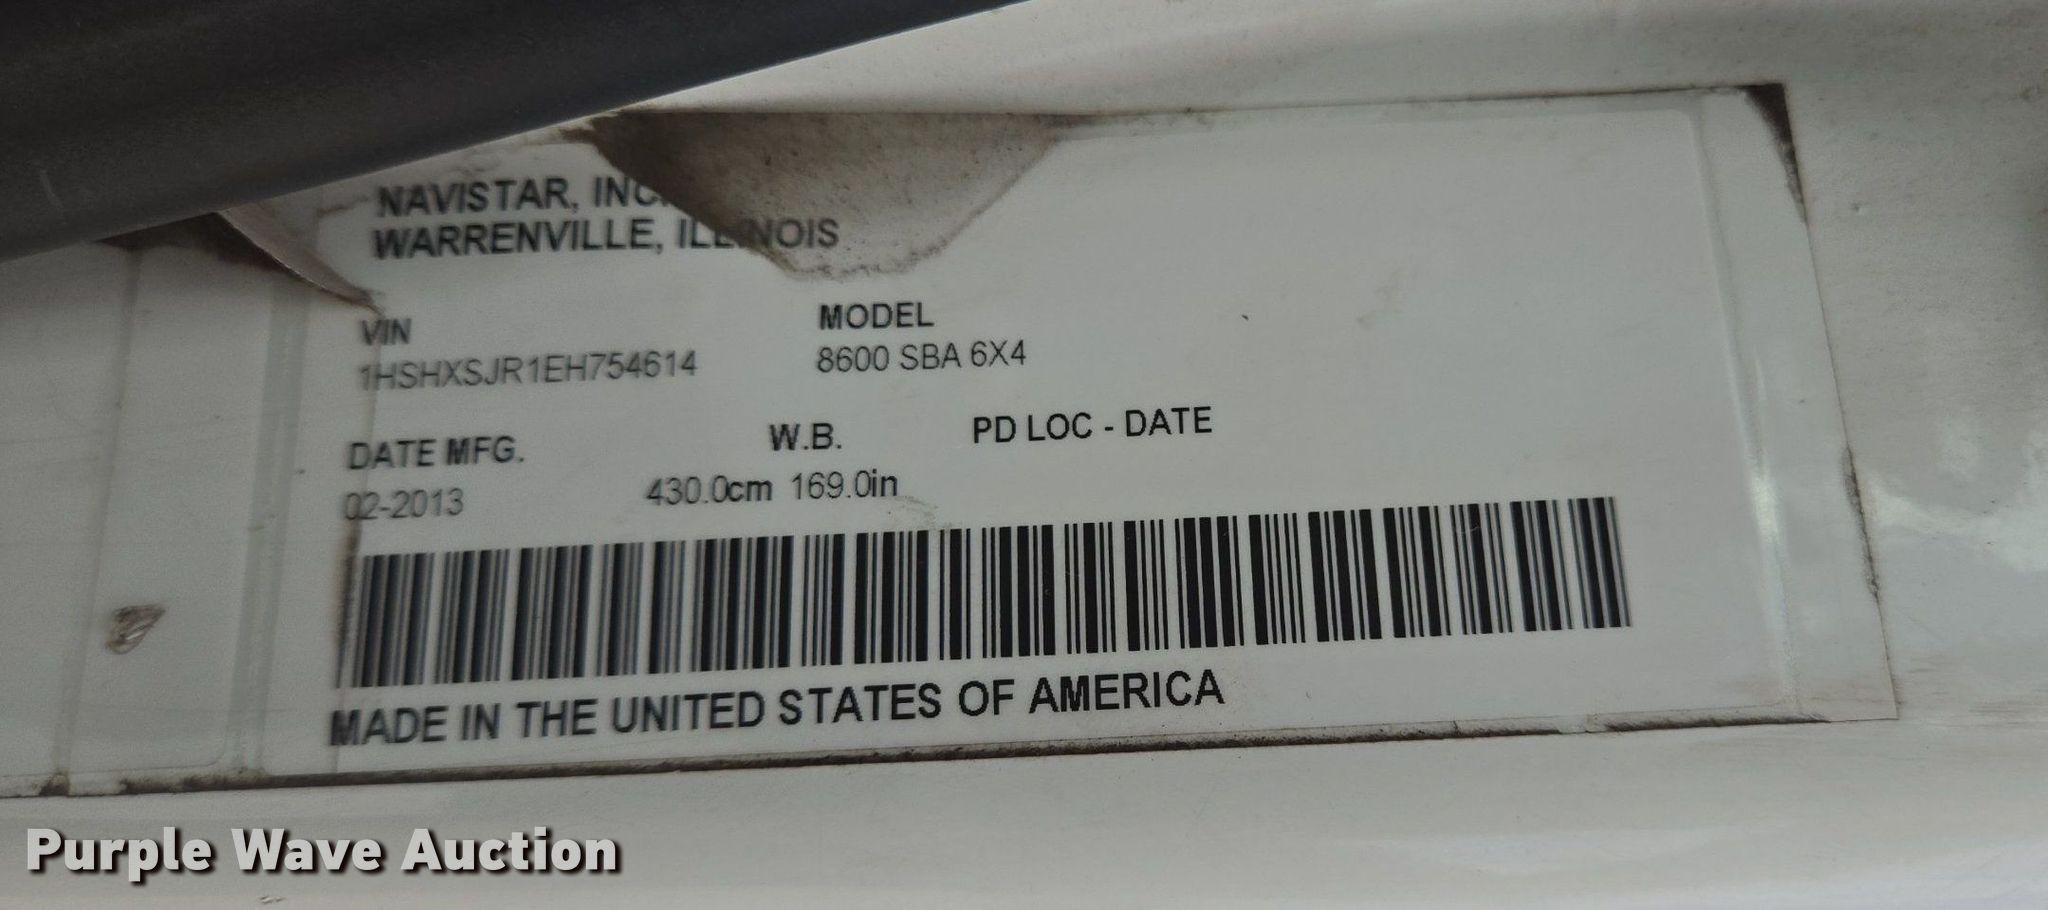 NAVISTAR, INC.
WARRENVILLE, ILLINOIS
VIN
1HSHXSJR1EH754614
MODEL
8600 SBA 6X4
DATE MFG.
02-2013
W.B.
430.0cm 169.0in
PD LOC - DATE
MADE IN THE UNITED STATES OF AMERICA
Purple Wave Auction